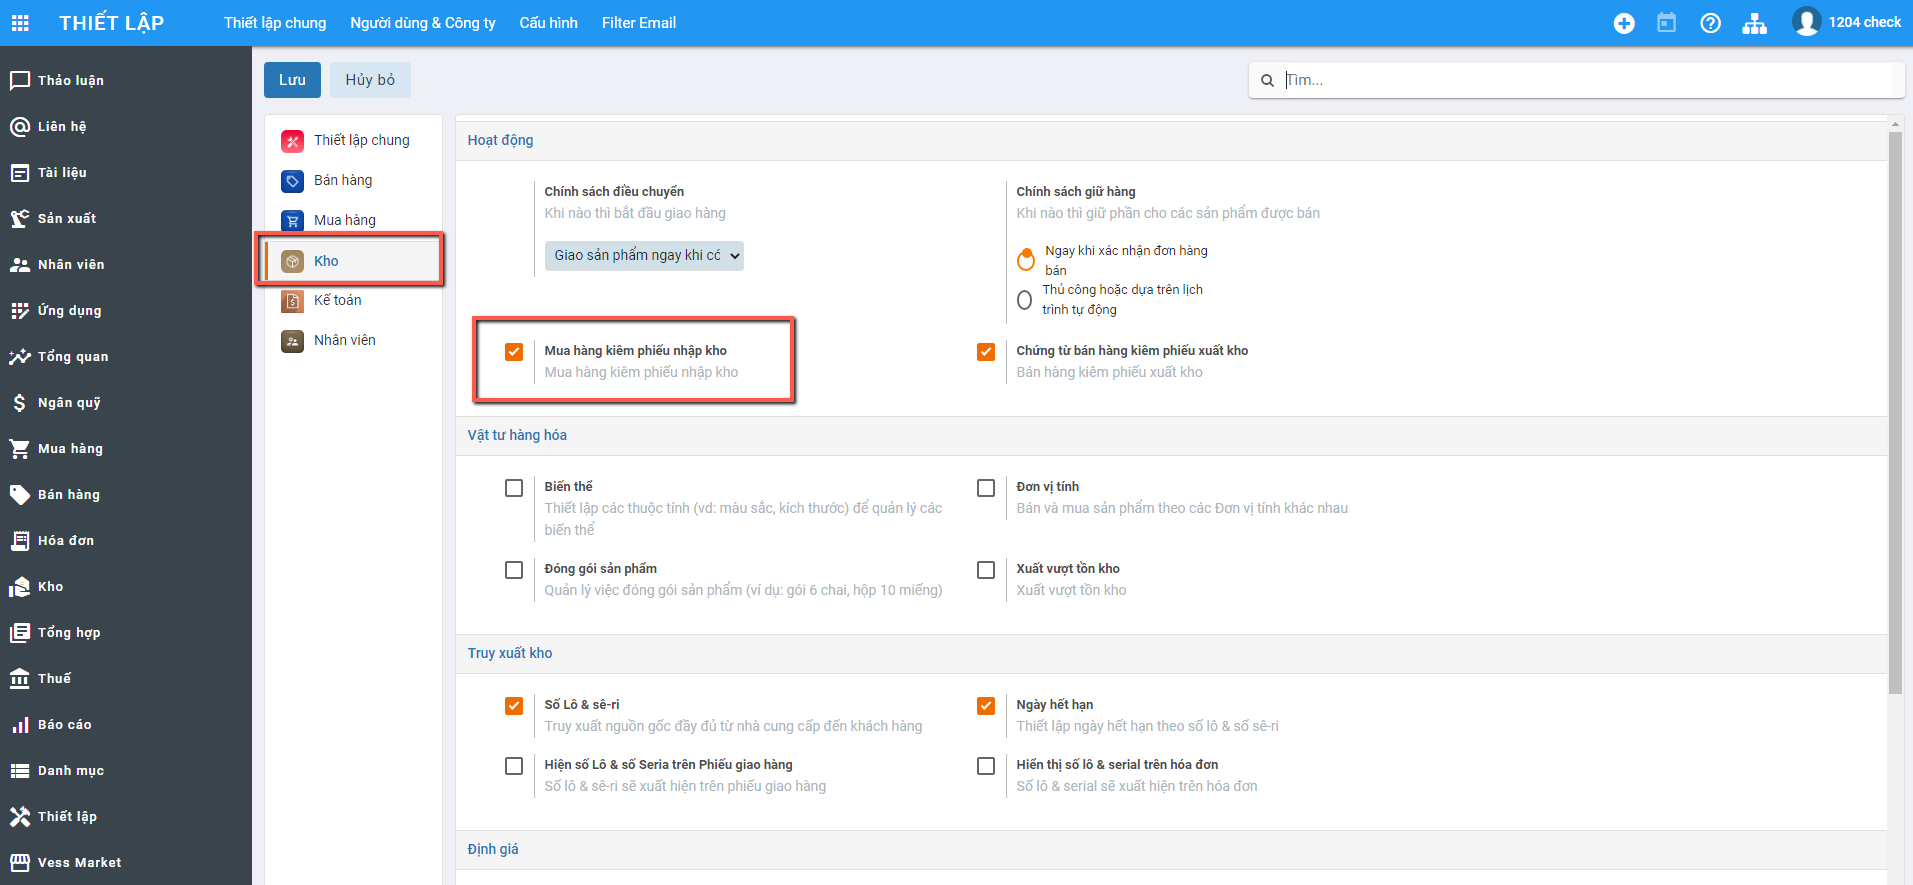 THIẾT LẬP
Thiết lập chung
Người dùng & Công ty
Cấu hình
Filter Email
1204 check
Thảo luận
Liên hệ
Tài liệu
Sản xuất
Nhân viên
Ứng dụng
Tổng quan
Ngân quỹ
Mua hàng
Bán hàng
Hóa đơn
Kho
Tổng hợp
Thuế
Báo cáo
Danh mục
Thiết lập
Vess Market
Lưu
Hủy bỏ
Tìm...
Thiết lập chung
Bán hàng
Mua hàng
Kho
Kế toán
Nhân viên
Hoạt động
Chính sách điều chuyển
Khi nào thì bắt đầu giao hàng
Giao sản phẩm ngay khi có
Chính sách giữ hàng
Khi nào thì giữ phần cho các sản phẩm được bán
Ngay khi xác nhận đơn hàng
bán
Thủ công hoặc dựa trên lịch
trình tự động
Mua hàng kiêm phiếu nhập kho
Mua hàng kiêm phiếu nhập kho
Chứng từ bán hàng kiêm phiếu xuất kho
Bán hàng kiêm phiếu xuất kho
Vật tư hàng hóa
Biến thể
Thiết lập các thuộc tính (vd: màu sắc, kích thước) để quản lý các
biến thể
Đơn vị tính
Bán và mua sản phẩm theo các Đơn vị tính khác nhau
Đóng gói sản phẩm
Quản lý việc đóng gói sản phẩm (ví dụ: gói 6 chai, hộp 10 miếng)
Xuất vượt tồn kho
Xuất vượt tồn kho
Truy xuất kho
Số Lô & sê-ri
Truy xuất nguồn gốc đầy đủ từ nhà cung cấp đến khách hàng
Ngày hết hạn
Thiết lập ngày hết hạn theo số lô & số sê-ri
Hiện số Lô & số Seria trên Phiếu giao hàng
Số lô & sê-ri sẽ xuất hiện trên phiếu giao hàng
Hiển thị số lô & serial trên hóa đơn
Số lô & serial sẽ xuất hiện trên hóa đơn
Định giá